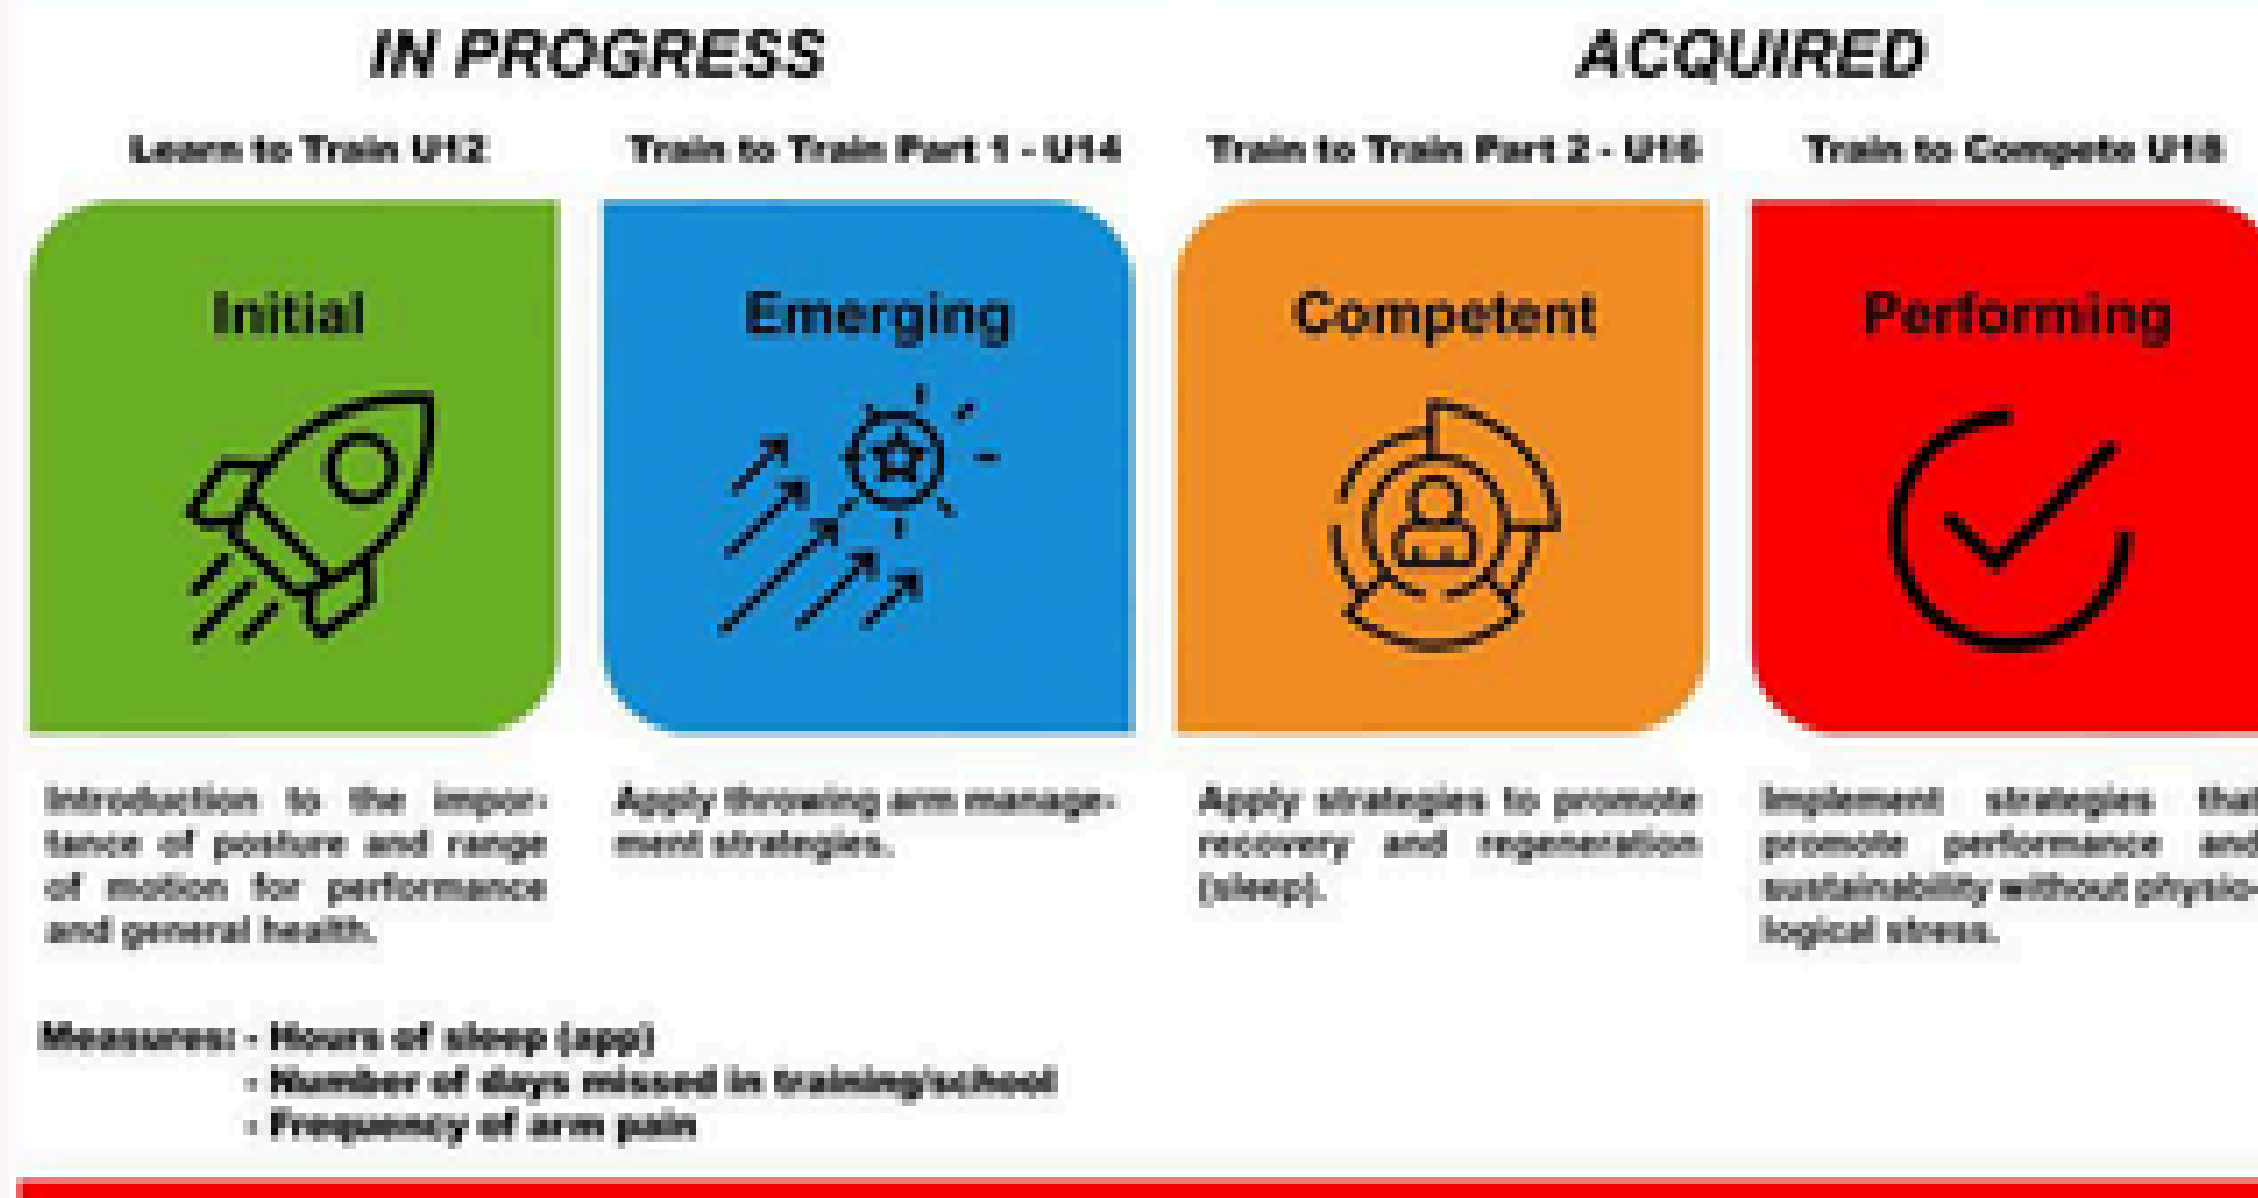 IN PROGRESS
ACQUIRED
Learn to Train U12
Train to Train Part 1 - U14
Train to Train Part 2 - U16
Train to Compete U18
Initial
Emerging
Competent
Performing
Introduction to the impor-
tance of posture and range
of motion for performance
and general health.
Apply throwing arm manage-
ment strategies.
Apply strategies to promote
recovery and regeneration
(sleep).
Implement strategies that
promote performance and
sustainability without physio-
logical stress.
Measures: - Hours of sleep (app)
- Number of days missed in training/school
- Frequency of arm pain